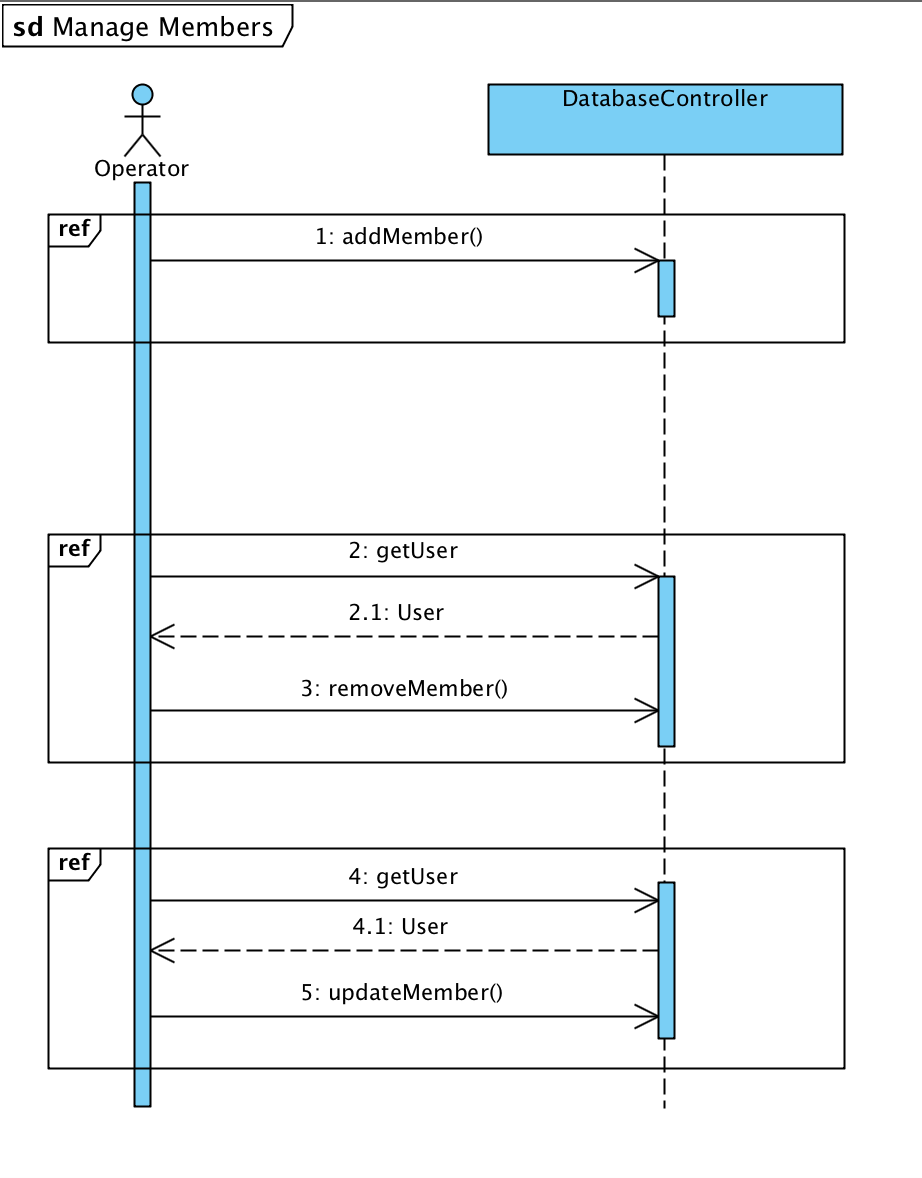 sd Manage Members
DatabaseController
Operator
ref
1: addMember()
ref
2: getUser
2.1: User
3: removeMember()
ref
4: getUser
4.1: User
5: updateMember()